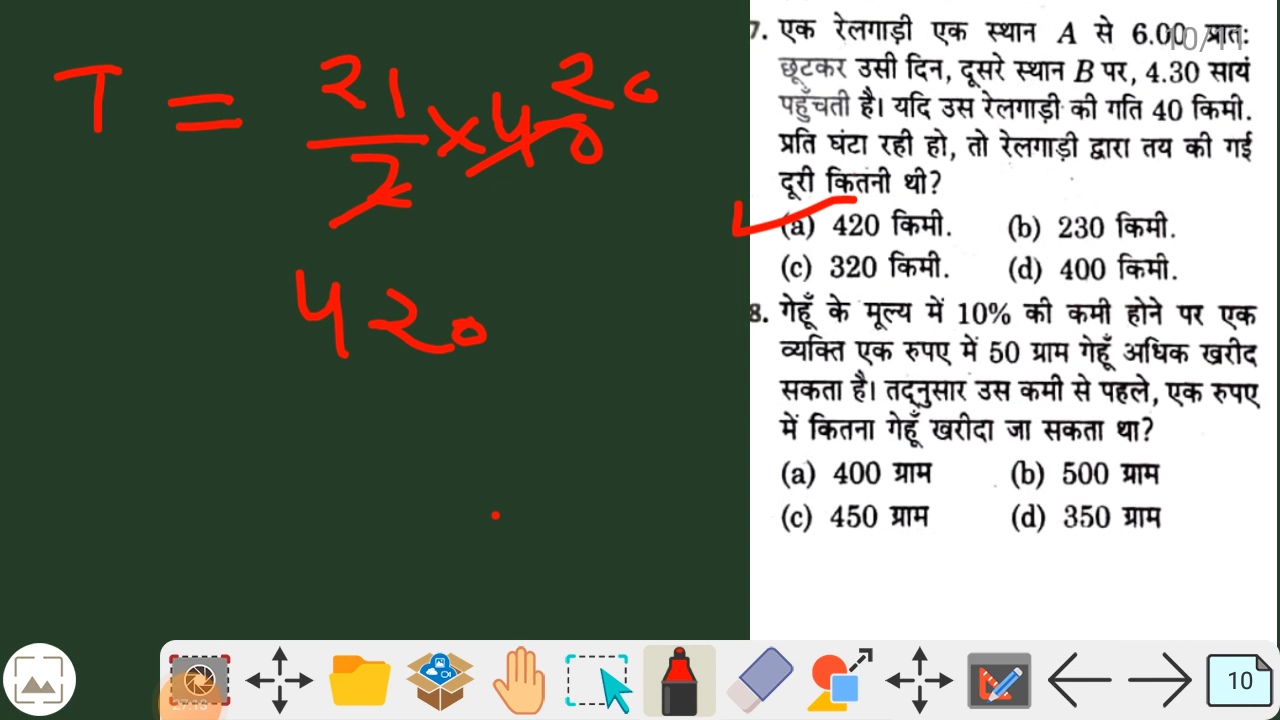 T = 21/2 × 40 20
420
7. एक रेलगाड़ी एक स्थान A से 6.00 प्रात:
10/11
छूटकर उसी दिन, दूसरे स्थान B पर, 4.30 सायं
पहुँचती है। यदि उस रेलगाड़ी की गति 40 किमी.
प्रति घंटा रही हो, तो रेलगाड़ी द्वारा तय की गई
दूरी कितनी थी?
(a) 420 किमी. (b) 230 किमी.
(c) 320 किमी. (d) 400 किमी.
8. गेहूँ के मूल्य में 10% की कमी होने पर एक
व्यक्ति एक रुपए में 50 ग्राम गेहूँ अधिक खरीद
सकता है। तद्नुसार उस कमी से पहले, एक रुपए
में कितना गेहूँ खरीदा जा सकता था?
(a) 400 ग्राम (b) 500 ग्राम
(c) 450 ग्राम (d) 350 ग्राम
10